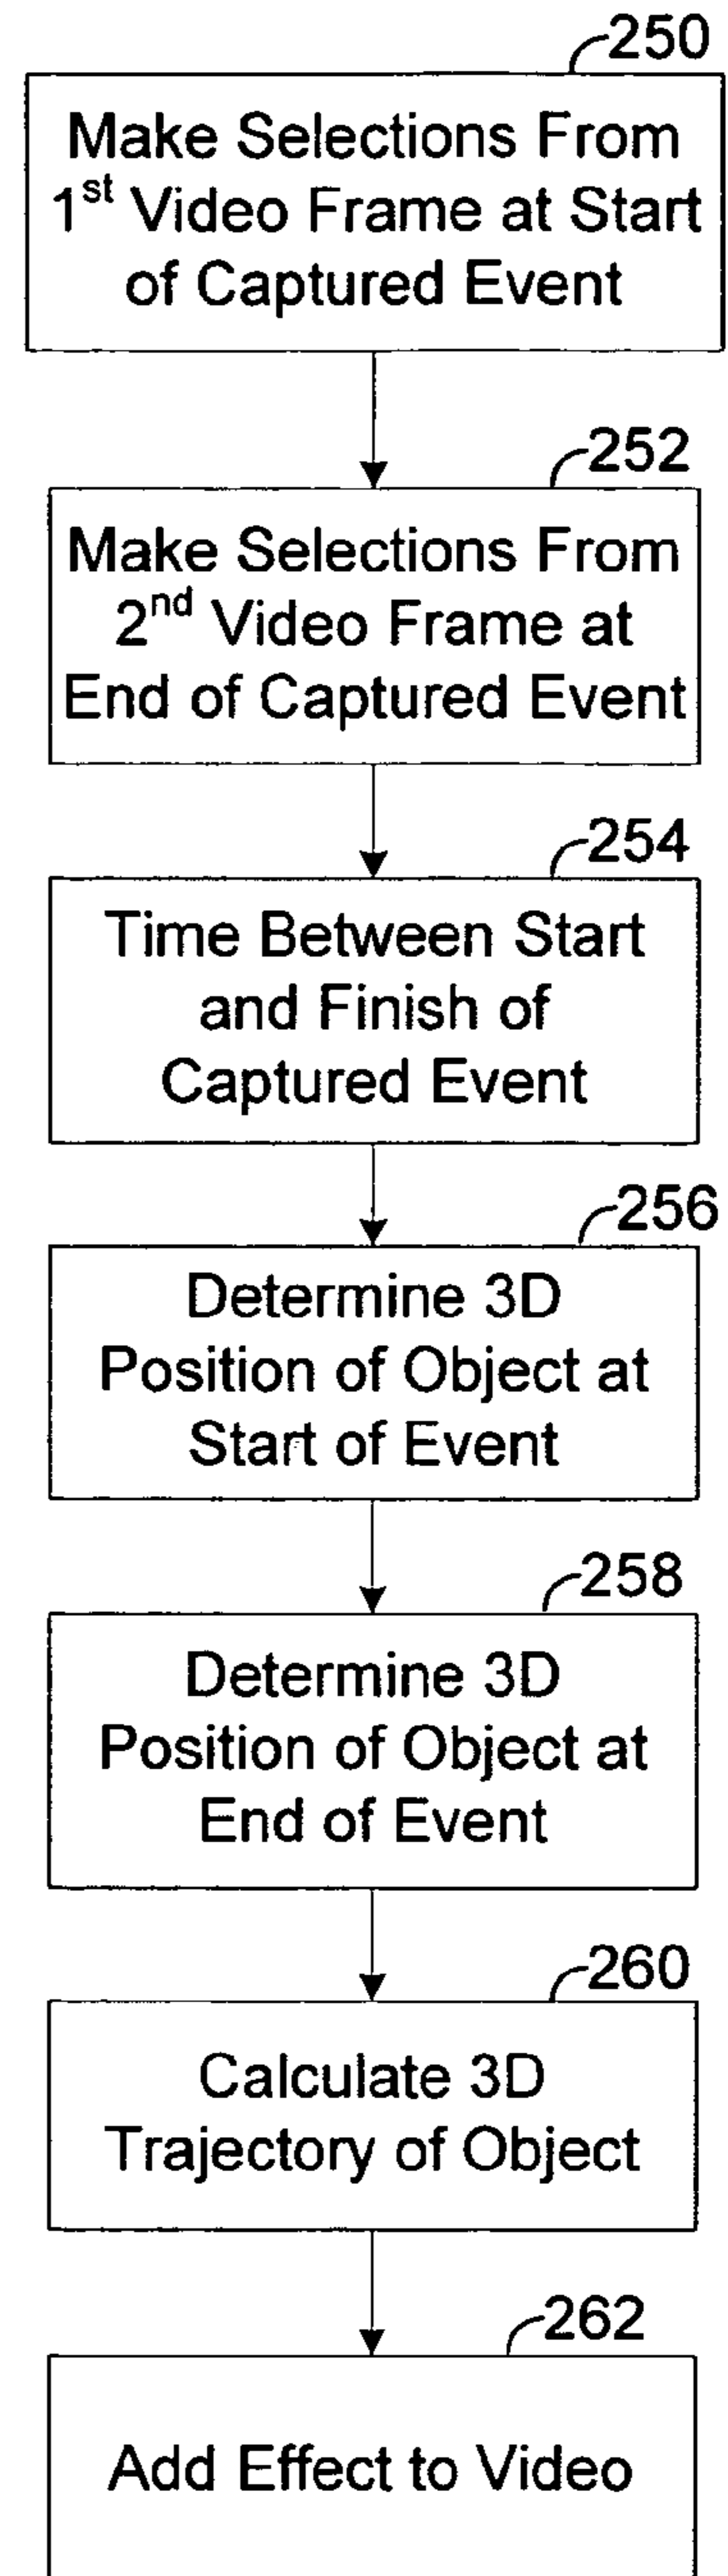 250
Make Selections From
1st Video Frame at Start
of Captured Event
252
Make Selections From
2nd Video Frame at
End of Captured Event
254
Time Between Start
and Finish of
Captured Event
256
Determine 3D
Position of Object at
Start of Event
258
Determine 3D
Position of Object at
End of Event
260
Calculate 3D
Trajectory of Object
262
Add Effect to Video